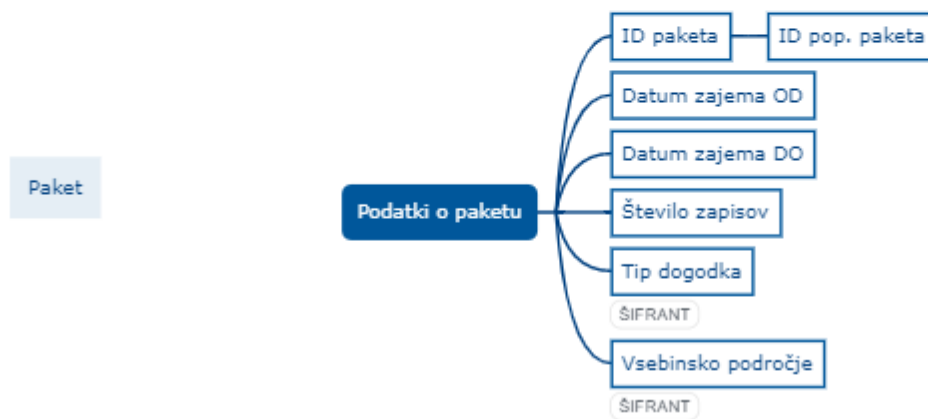 Paket
Podatki o paketu
ID paketa
ID pop. paketa
Datum zajema OD
Datum zajema DO
Število zapisov
Tip dogodka
ŠIFRANT
Vsebinsko področje
ŠIFRANT